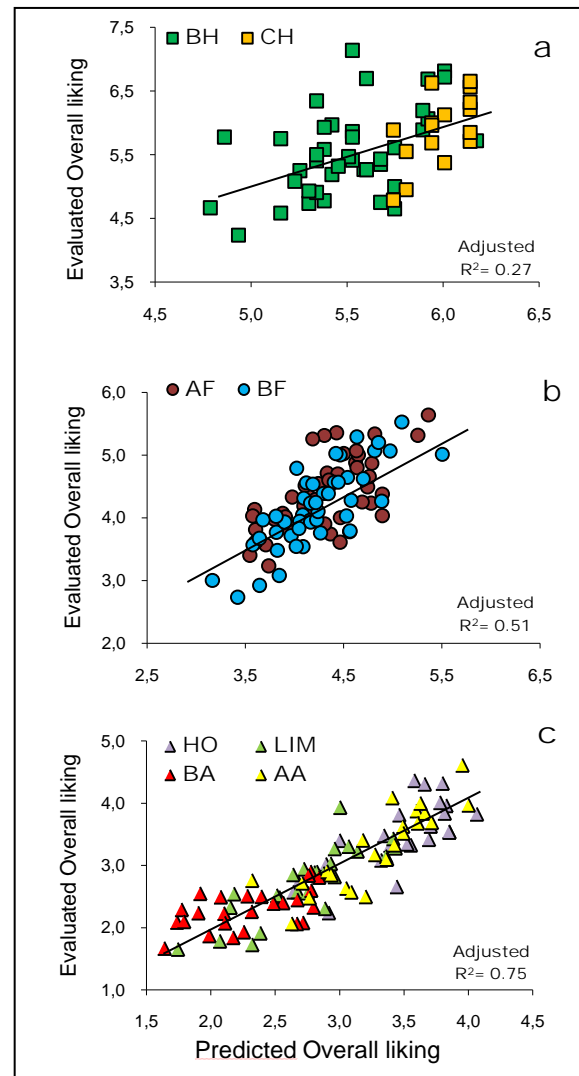 BH CH
a
Evaluated Overall liking
7,5
6,5
5,5
4,5
3,5
Adjusted
R²= 0.27
4,5 5,0 5,5 6,0 6,5
AF BF
b
Evaluated Overall liking
6,0
5,0
4,0
3,0
2,0
Adjusted
R²= 0.51
2,5 3,5 4,5 5,5 6,5
HO LIM
BA AA
c
Evaluated Overall liking
5,0
4,0
3,0
2,0
1,0
Adjusted
R²= 0.75
1,5 2,0 2,5 3,0 3,5 4,0 4,5
Predicted Overall liking